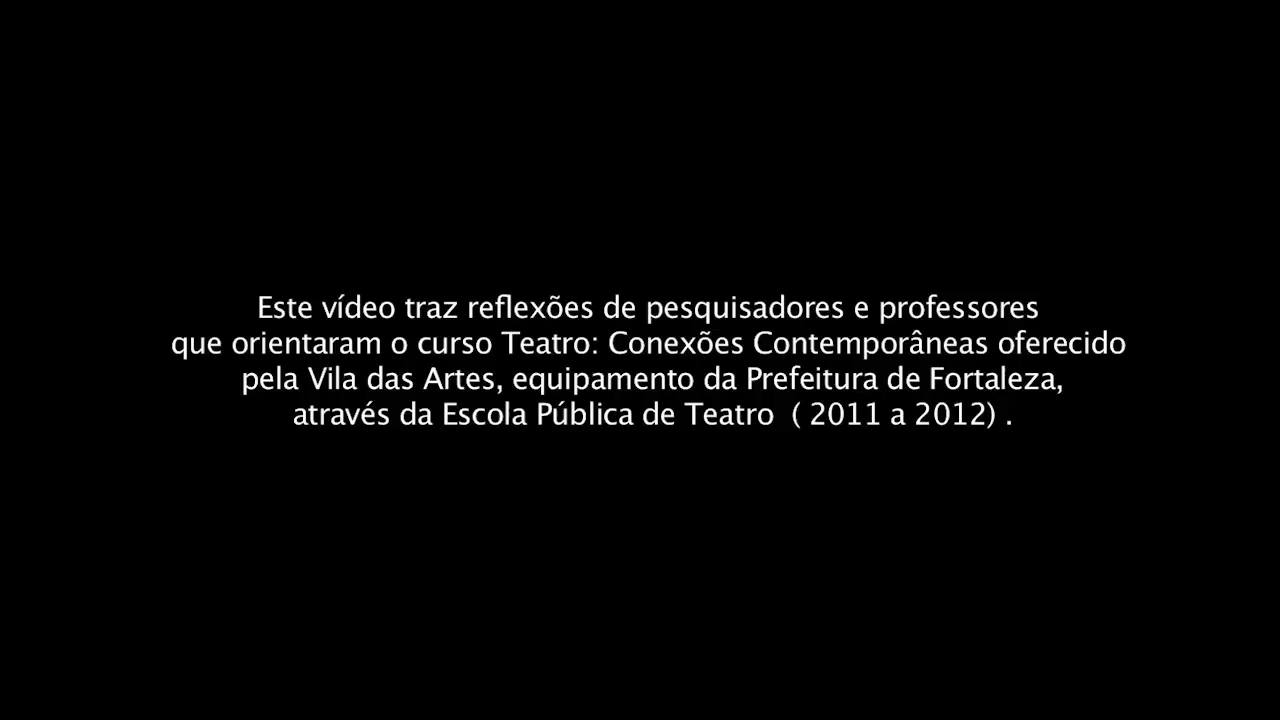 Este vídeo traz reflexões de pesquisadores e professores
que orientaram o curso Teatro: Conexões Contemporâneas oferecido
pela Vila das Artes, equipamento da Prefeitura de Fortaleza,
através da Escola Pública de Teatro  ( 2011 a 2012) .